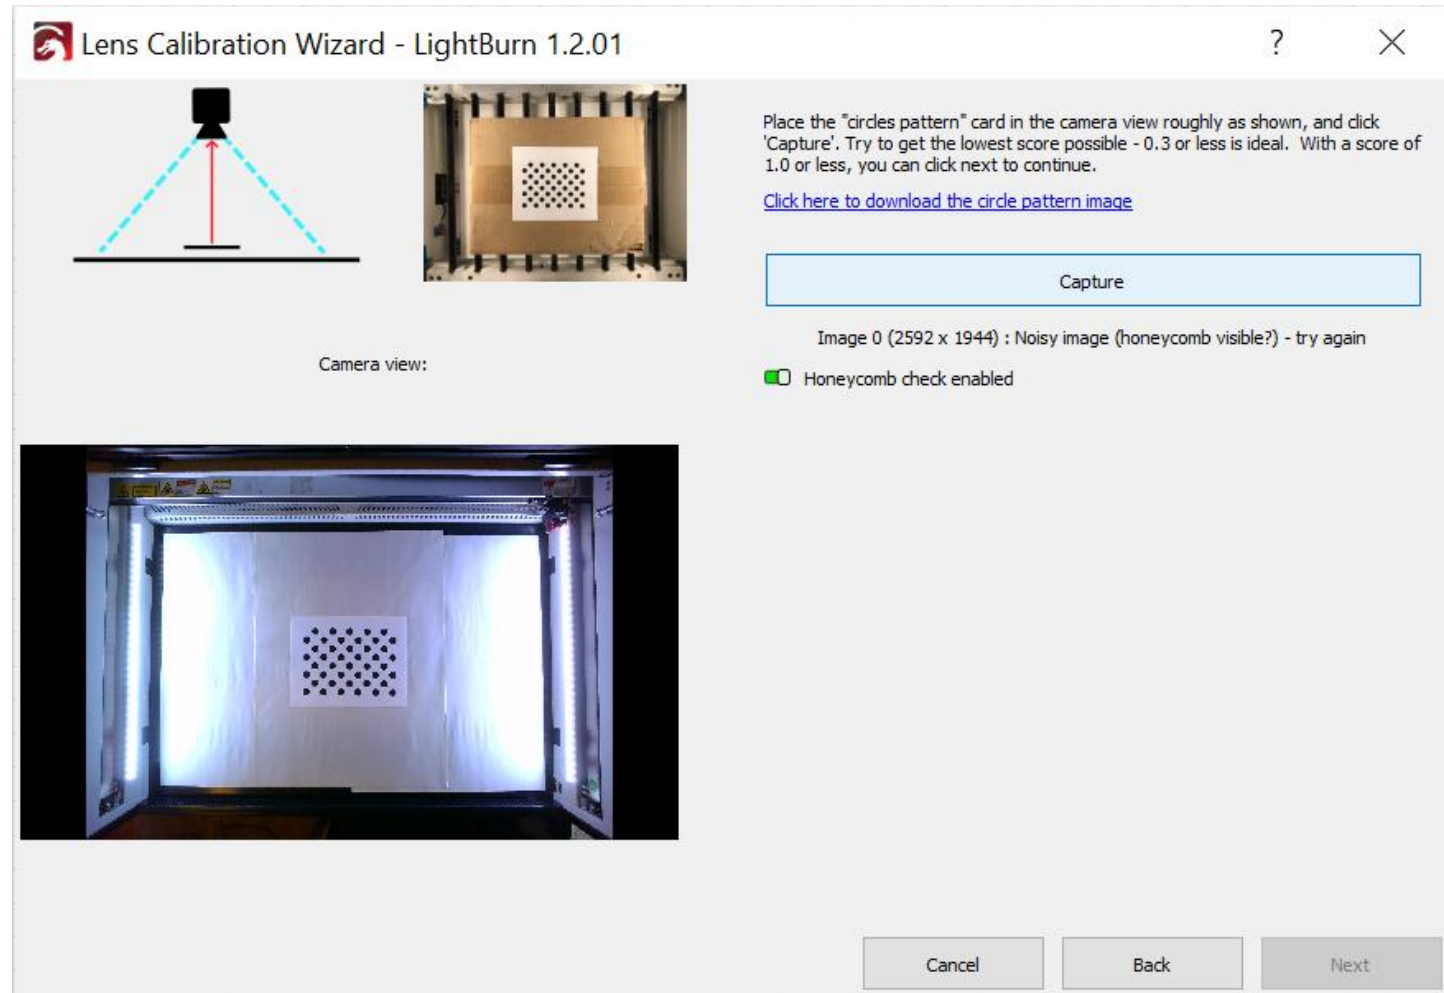 Lens Calibration Wizard - LightBurn 1.2.01
?
Place the "circles pattern" card in the camera view roughly as shown, and click
'Capture'. Try to get the lowest score possible - 0.3 or less is ideal.  With a score of
1.0 or less, you can click next to continue.
Click here to download the circle pattern image
Capture
Image 0 (2592 x 1944) : Noisy image (honeycomb visible?) - try again
Camera view:
Honeycomb check enabled
Cancel
Back
Next